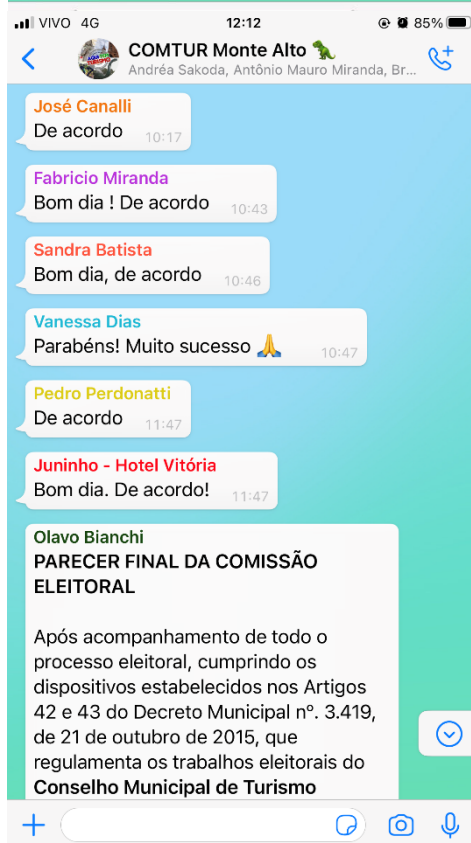 VIVO 4G 12:12 85%
COMTUR Monte Alto 🦖
Andréa Sakoda, Antônio Mauro Miranda, Br...
José Canalli
De acordo 10:17
Fabricio Miranda
Bom dia ! De acordo 10:43
Sandra Batista
Bom dia, de acordo 10:46
Vanessa Dias
Parabéns! Muito sucesso 🙏 10:47
Pedro Perdonatti
De acordo 11:47
Juninho - Hotel Vitória
Bom dia. De acordo! 11:47
Olavo Bianchi
PARECER FINAL DA COMISSÃO
ELEITORAL
Após acompanhamento de todo o
processo eleitoral, cumprindo os
dispositivos estabelecidos nos Artigos
42 e 43 do Decreto Municipal nº. 3.419,
de 21 de outubro de 2015, que
regulamenta os trabalhos eleitorais do
Conselho Municipal de Turismo